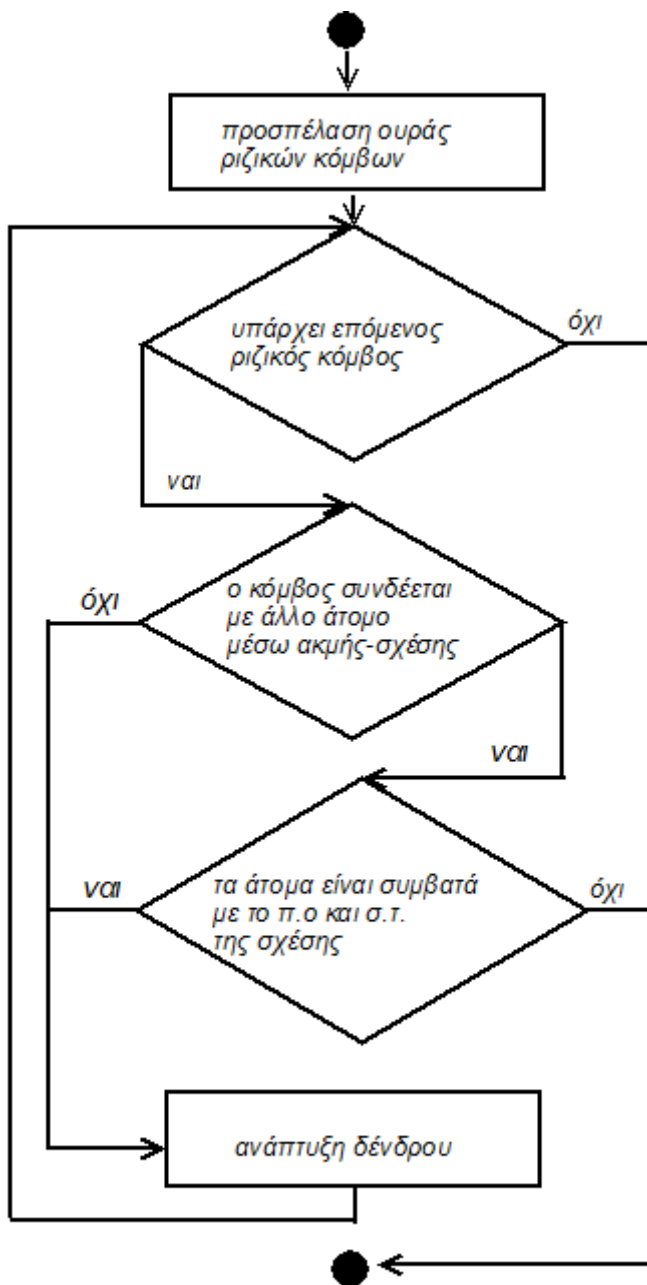 προσπέλαση ουράς
ριζικών κόμβων
υπάρχει επόμενος
ριζικός κόμβος
όχι
ναι
ο κόμβος συνδέεται
με άλλο άτομο
μέσω ακμής-σχέσης
όχι
ναι
τα άτομα είναι συμβατά
με το π.ο και σ.τ.
της σχέσης
ναι
όχι
ανάπτυξη δένδρου